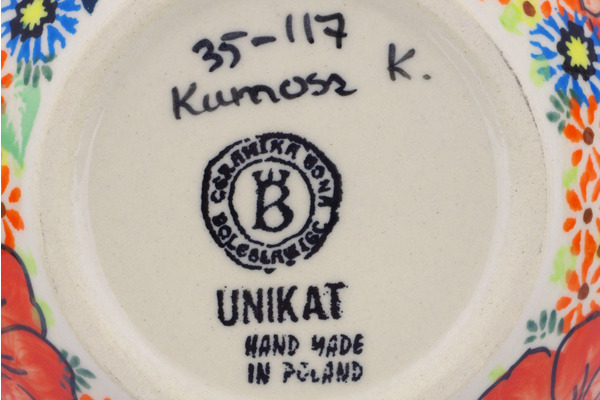 35-117
Kumosz K.
CERAMIKA BONA
B
BOLESŁAWIEC
UNIKAT
HAND MADE
IN POLAND